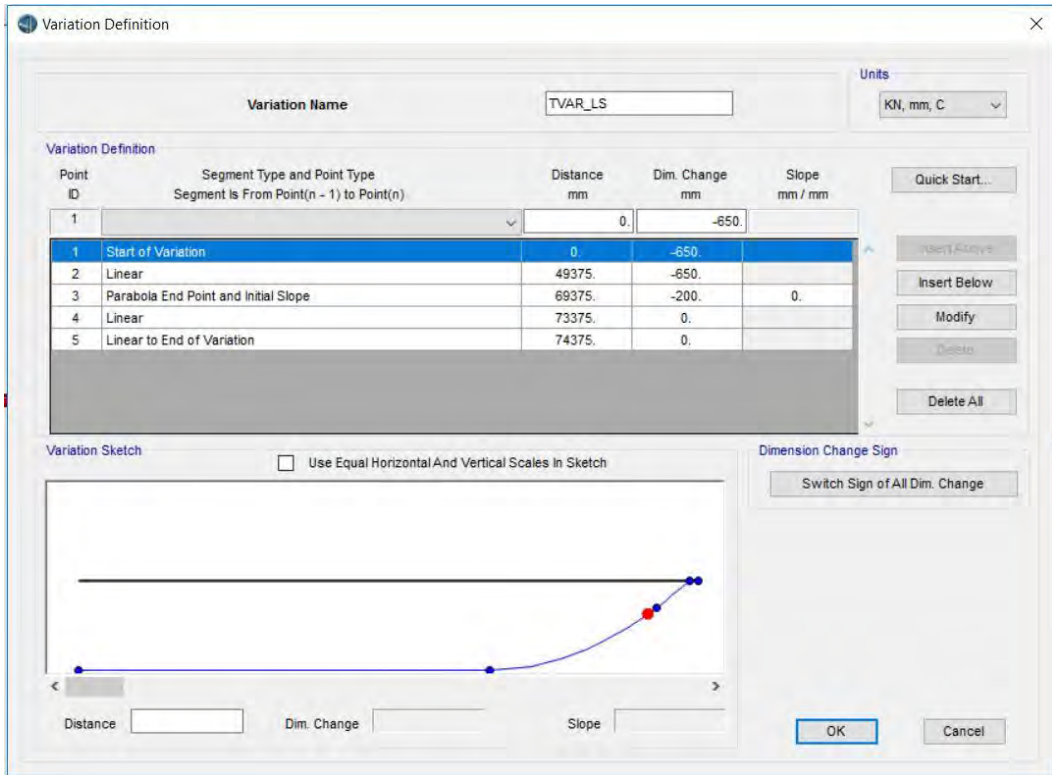 Variation Definition
Units
Variation Name TVAR_LS KN, mm, C
Variation Definition
Point Segment Type and Point Type Distance Dim. Change Slope
ID Segment Is From Point(n - 1) to Point(n) mm mm mm / mm
Quick Start...
1 0. -650.
1 Start of Variation 0. -650.
Insert Above
2 Linear 49375. -650.
Insert Below
3 Parabola End Point and Initial Slope 69375. -200. 0.
4 Linear 73375. 0.
Modify
5 Linear to End of Variation 74375. 0.
Delete
Delete All
Variation Sketch
Use Equal Horizontal And Vertical Scales In Sketch
Dimension Change Sign
Switch Sign of All Dim. Change
Distance Dim. Change Slope
OK Cancel